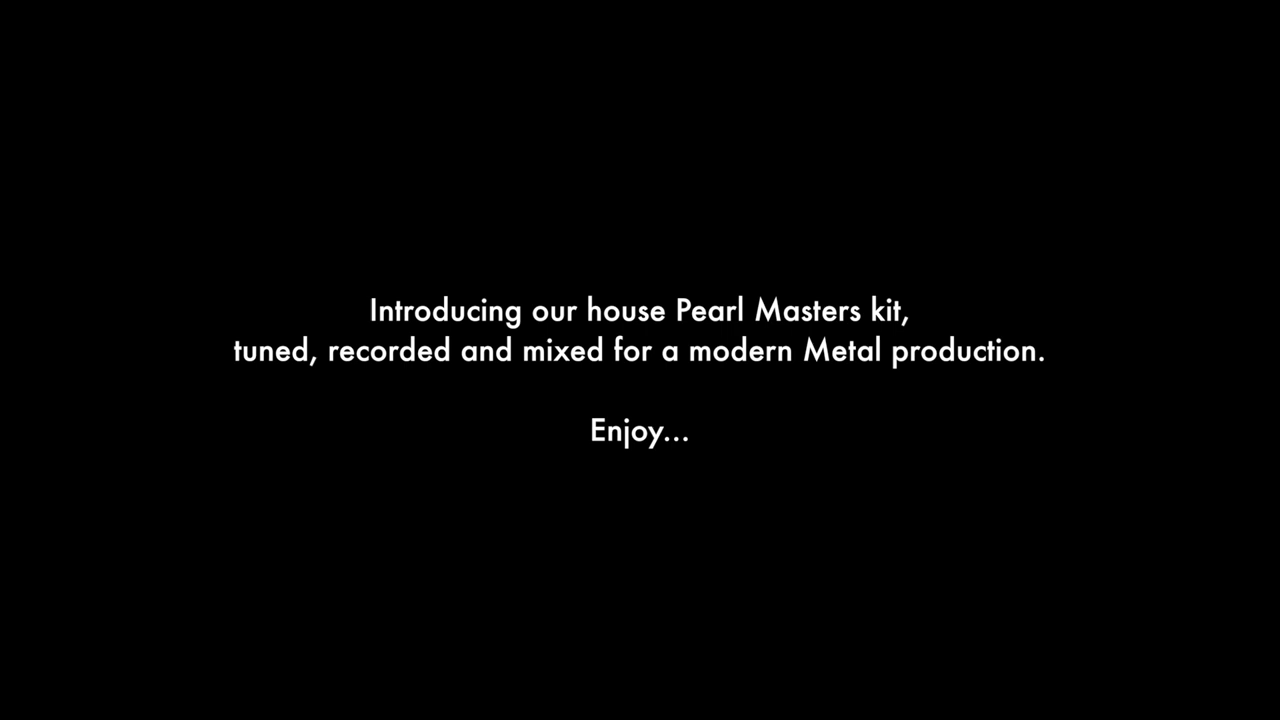 Introducing our house Pearl Masters kit,
tuned, recorded and mixed for a modern Metal production.
Enjoy...